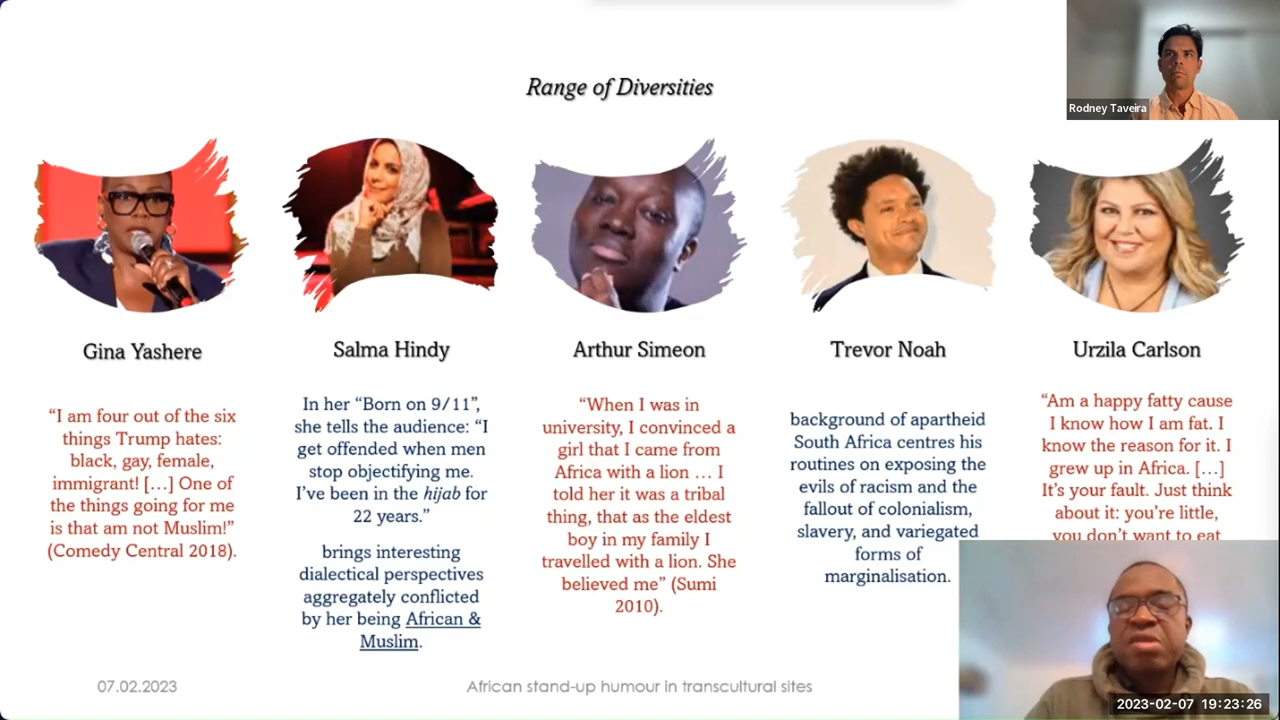 Range of Diversities
Rodney Taveira
Gina Yashere
“I am four out of the six
things Trump hates:
black, gay, female,
immigrant! […] One of
the things going for me
is that am not Muslim!”
(Comedy Central 2018).
Salma Hindy
In her “Born on 9/11”,
she tells the audience: “I
get offended when men
stop objectifying me.
I’ve been in the hijab for
22 years.”
brings interesting
dialectical perspectives
aggregately conflicted
by her being African &
Muslim.
Arthur Simeon
“When I was in
university, I convinced a
girl that I came from
Africa with a lion … I
told her it was a tribal
thing, that as the eldest
boy in my family I
travelled with a lion. She
believed me” (Sumi
2010).
Trevor Noah
background of apartheid
South Africa centres his
routines on exposing the
evils of racism and the
fallout of colonialism,
slavery, and variegated
forms of
marginalisation.
Urzila Carlson
“Am a happy fatty cause
I know how I am fat. I
know the reason for it. I
grew up in Africa. […]
It’s your fault. Just think
about it: you’re little,
you don’t want to eat
07.02.2023
African stand-up humour in transcultural sites
2023-02-07 19:23:26